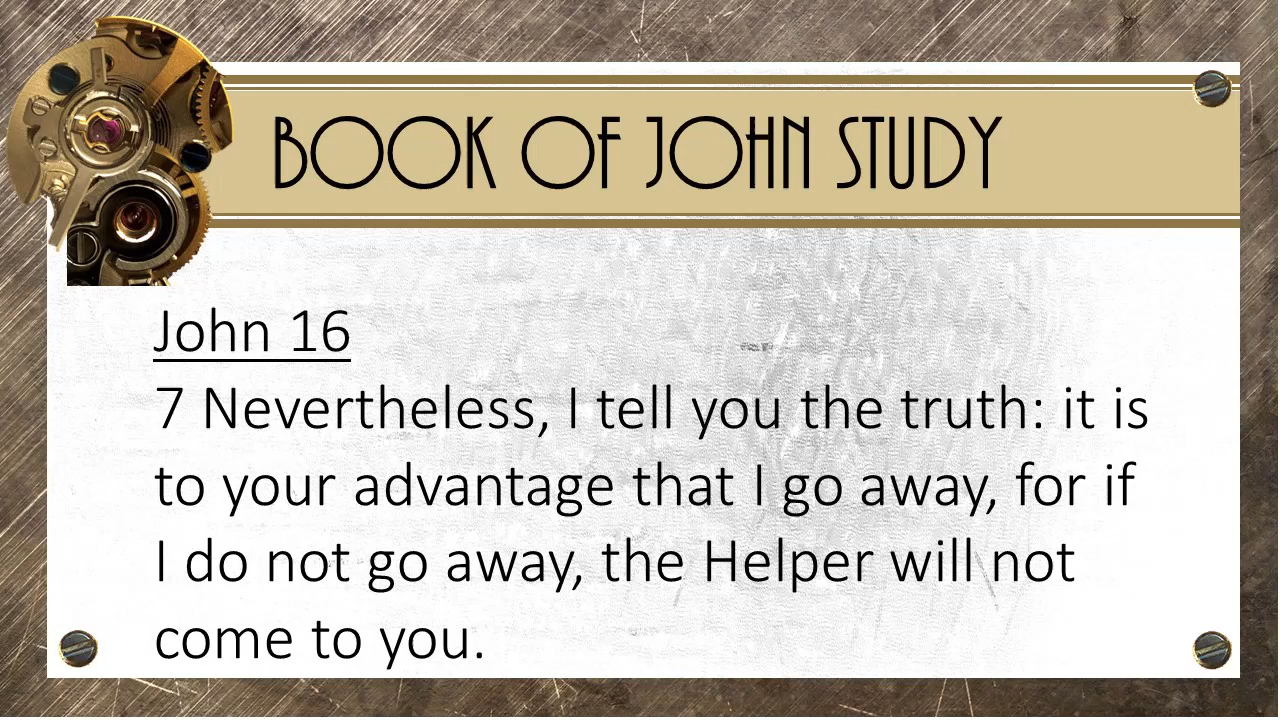 BOOK OF JOHN STUDY
John 16
7 Nevertheless, I tell you the truth: it is
to your advantage that I go away, for if
I do not go away, the Helper will not
come to you.